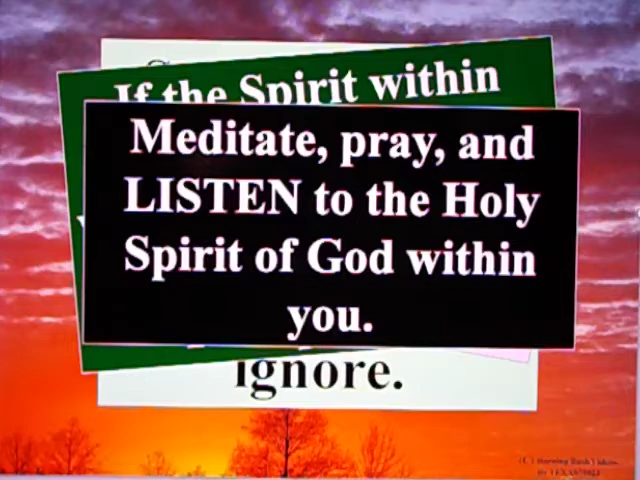 If the Spirit within
Meditate, pray, and
LISTEN to the Holy
Spirit of God within
you.
ignore.